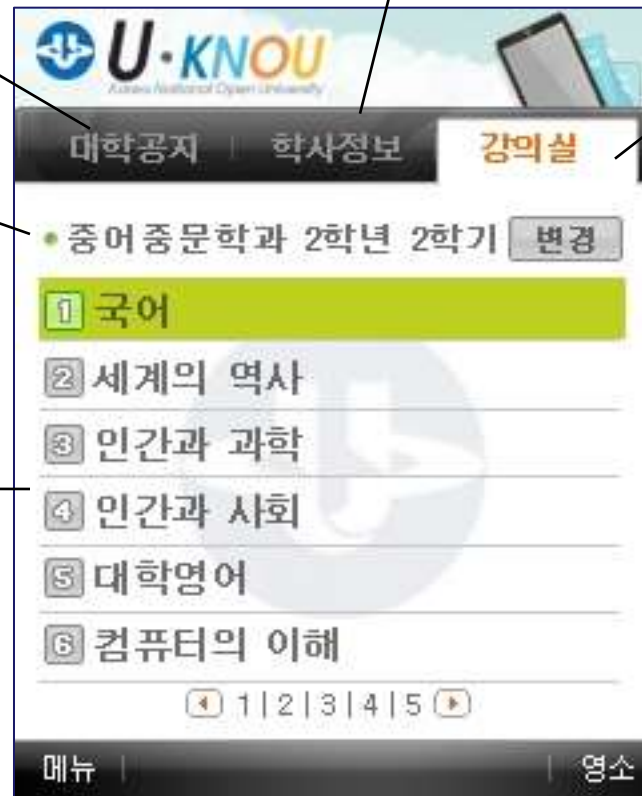 U·KNOU
Korea National Open University
대학공지 | 학사정보 강의실
• 중어중문학과 2학년 2학기 변경
1 국어
2 세계의 역사
3 인간과 과학
4 인간과 사회
5 대학영어
6 컴퓨터의 이해
1|2|3|4|5
메뉴 | | 영소